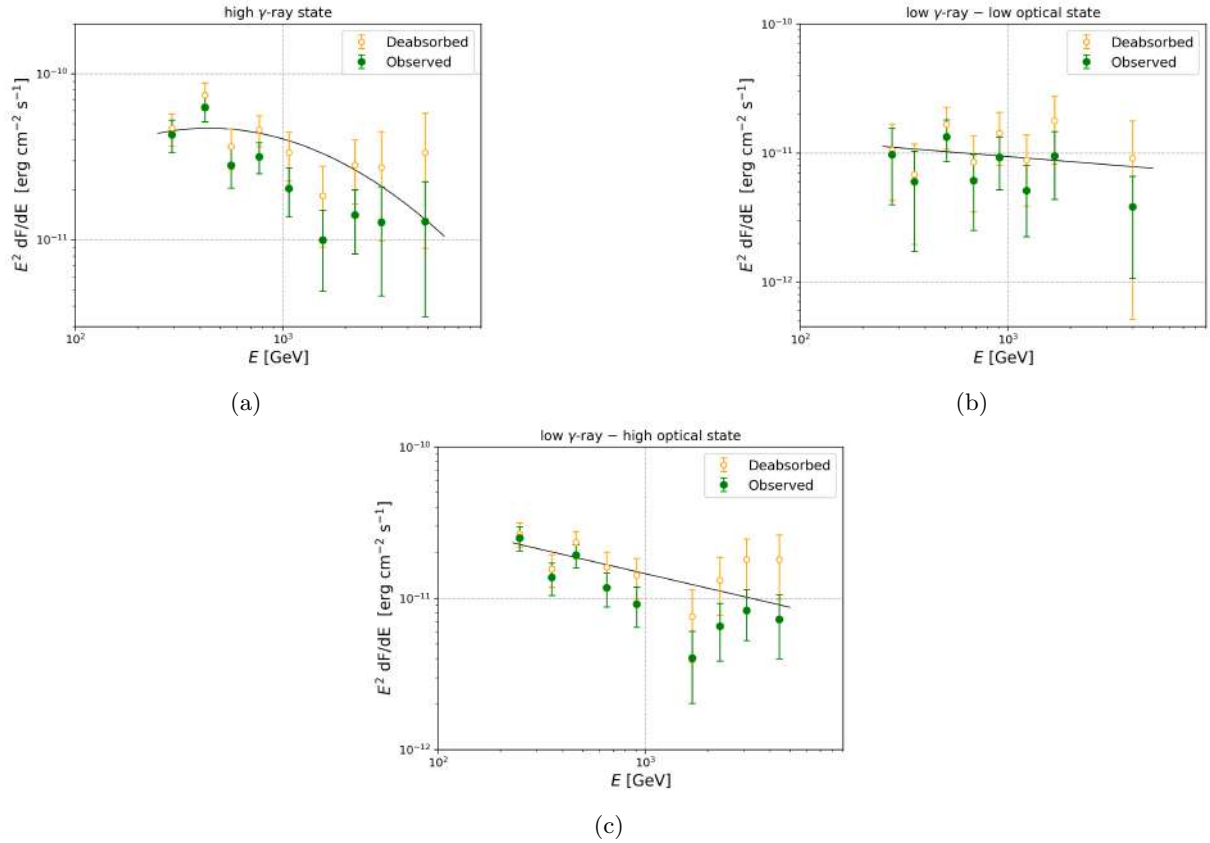 high γ-ray state
Deabsorbed
Observed
10⁻¹⁰
10⁻¹¹
E² dF/dE [erg cm⁻² s⁻¹]
10²
10³
E [GeV]
(a)
low γ-ray − low optical state
Deabsorbed
Observed
10⁻¹⁰
10⁻¹¹
10⁻¹²
E² dF/dE [erg cm⁻² s⁻¹]
10²
10³
E [GeV]
(b)
low γ-ray − high optical state
Deabsorbed
Observed
10⁻¹⁰
10⁻¹¹
10⁻¹²
E² dF/dE [erg cm⁻² s⁻¹]
10²
10³
E [GeV]
(c)